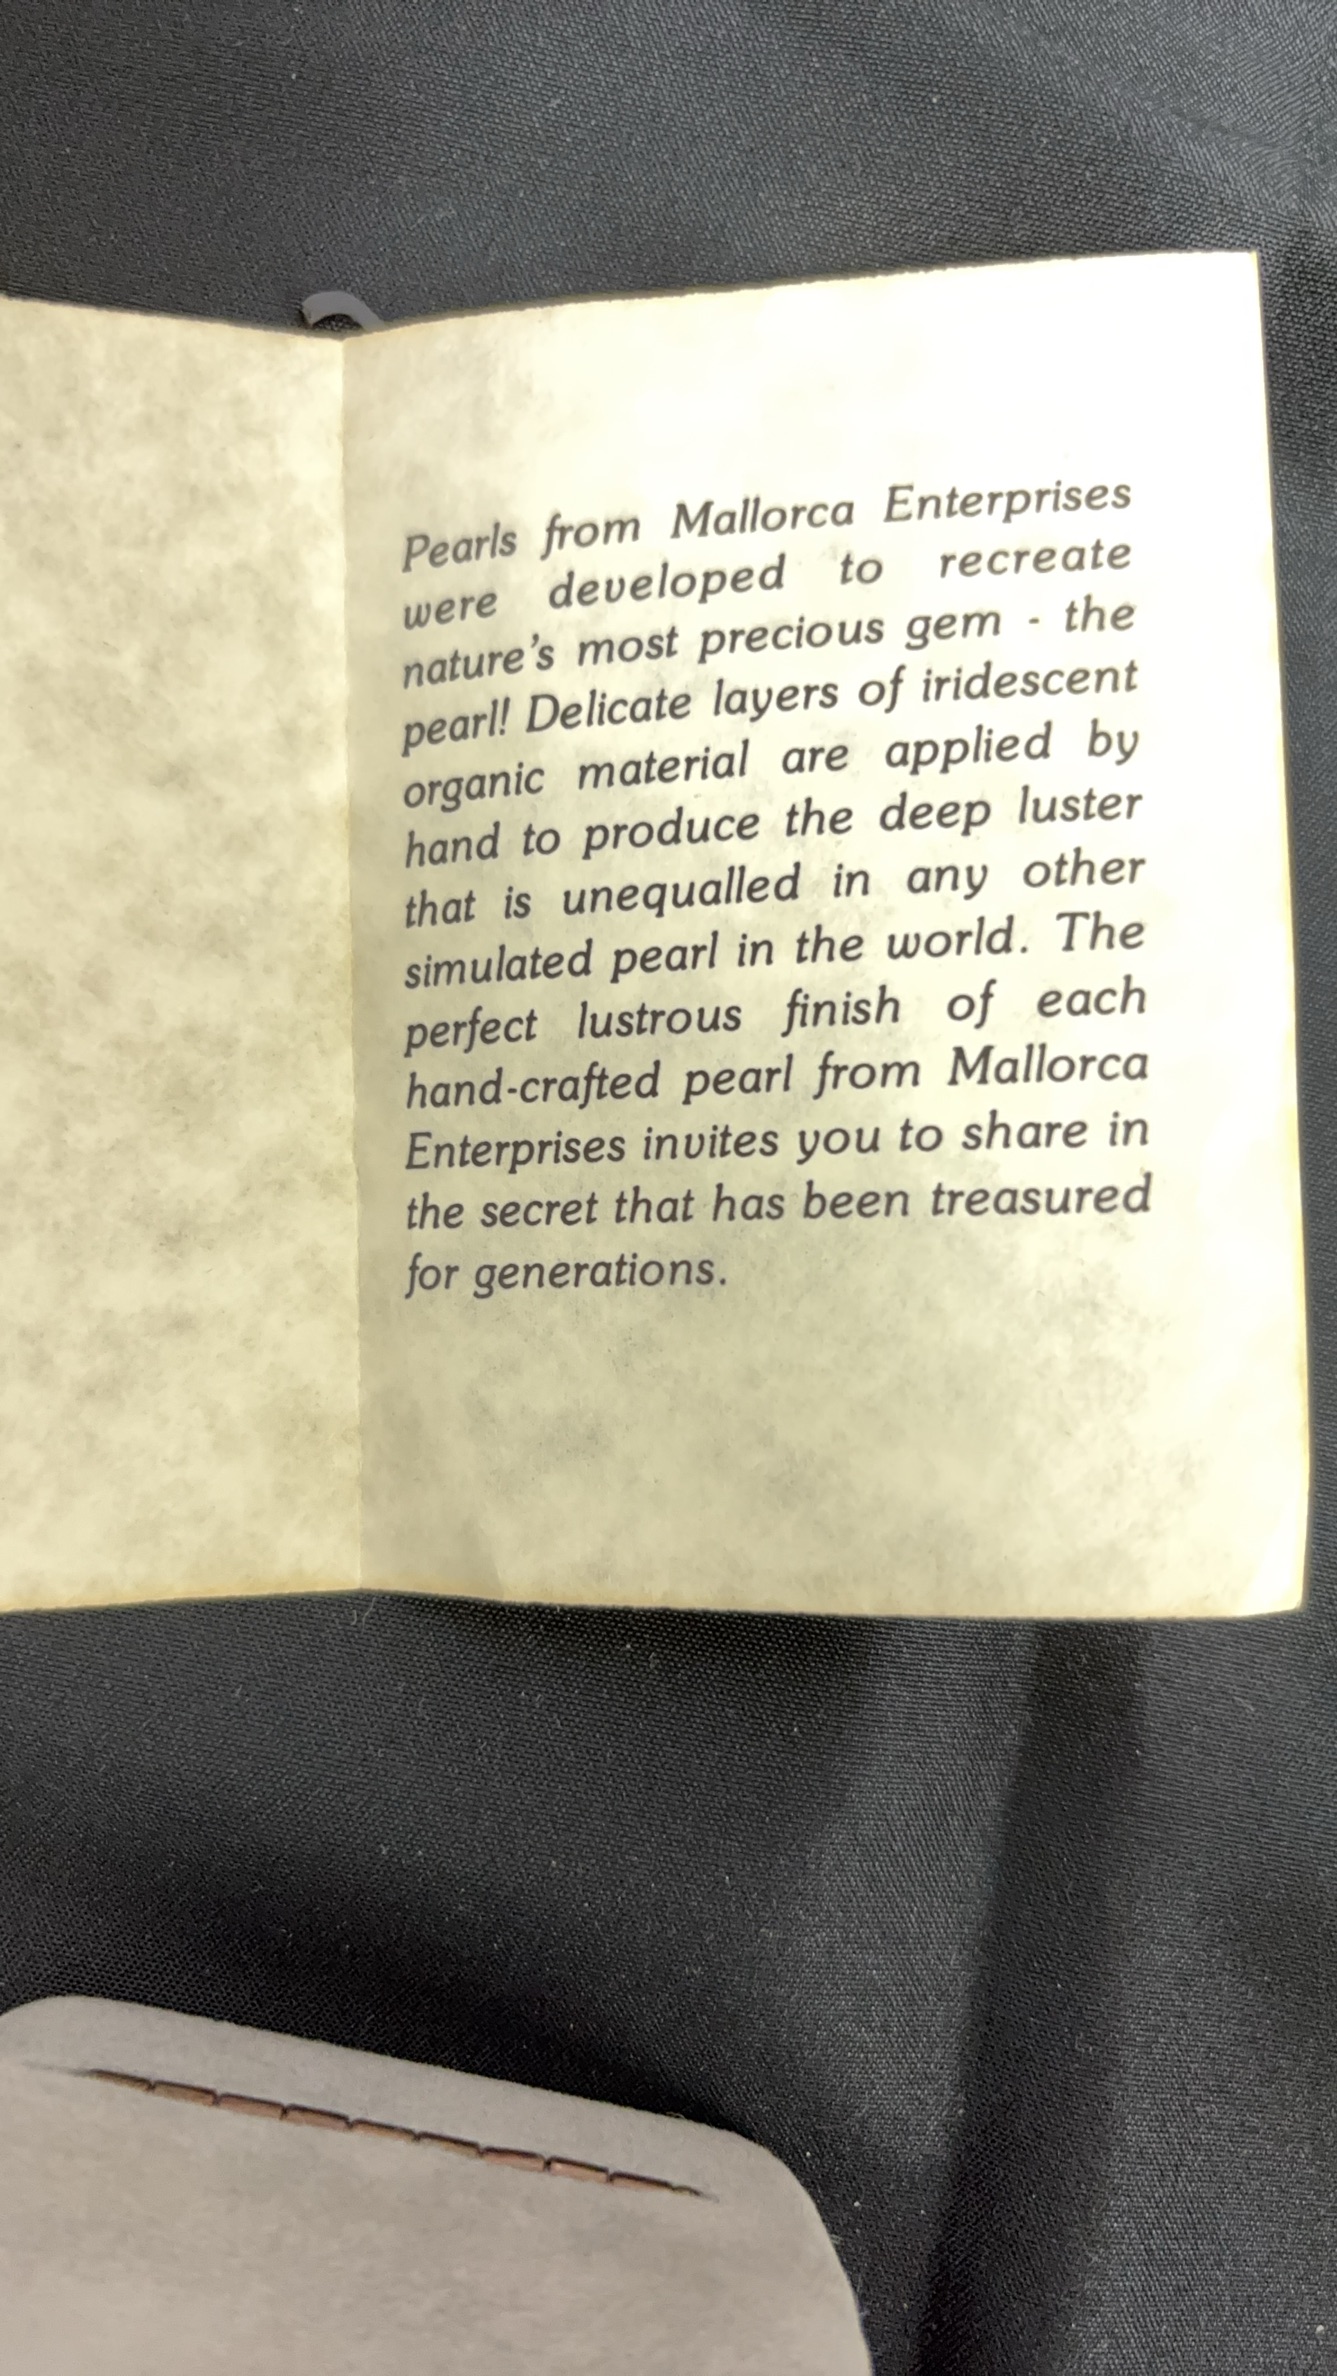 Pearls from Mallorca Enterprises
were developed to recreate
nature's most precious gem - the
pearl! Delicate layers of iridescent
organic material are applied by
hand to produce the deep luster
that is unequalled in any other
simulated pearl in the world. The
perfect lustrous finish of each
hand-crafted pearl from Mallorca
Enterprises invites you to share in
the secret that has been treasured
for generations.